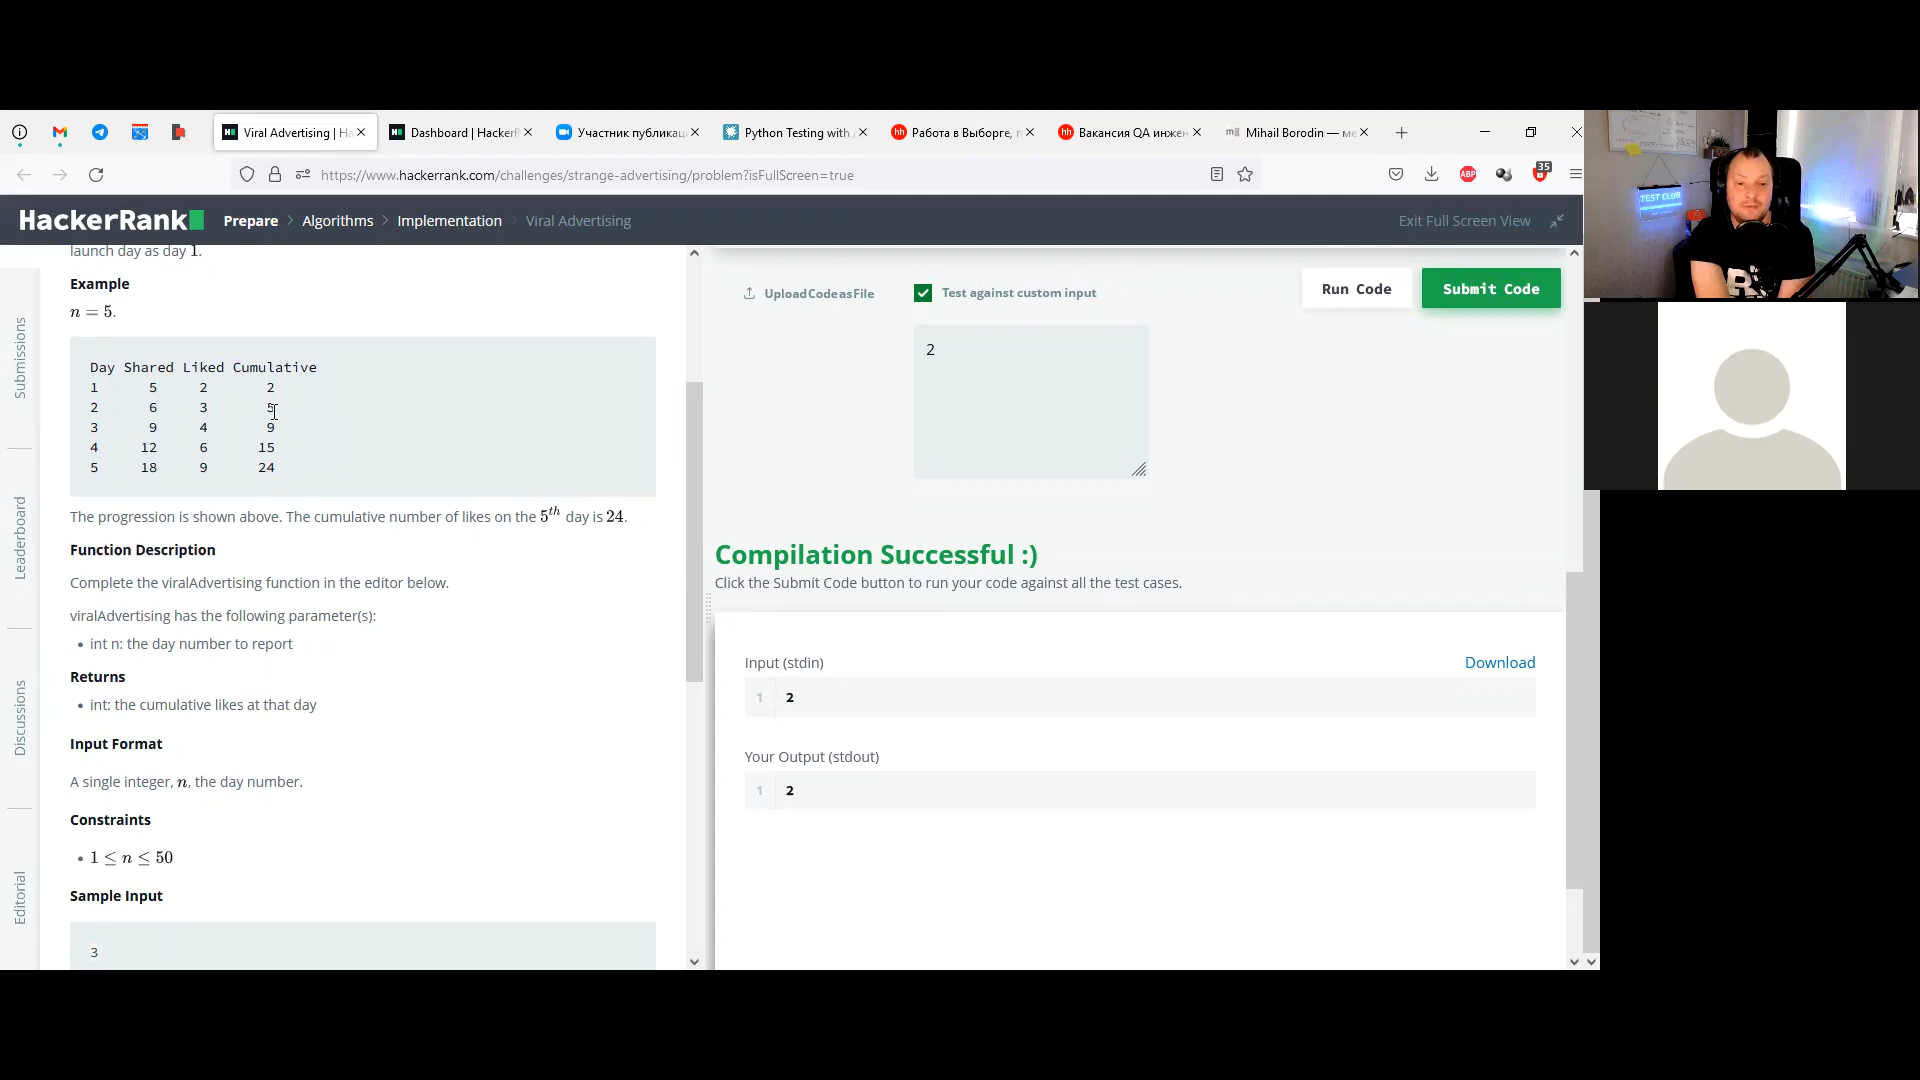 Viral Advertising | Ha
Dashboard | HackerR
Участник публикац
Python Testing with
Работа в Выборге, п
Вакансия QA инжен
Mihail Borodin — ме
https://www.hackerrank.com/challenges/strange-advertising/problem?isFullScreen=true
ABP
35
HackerRank
Prepare > Algorithms > Implementation > Viral Advertising
Exit Full Screen View
TEST CLUB
Submissions
Leaderboard
Discussions
Editorial
launch day as day 1.
Example
n = 5.
Day Shared Liked Cumulative
1 5 2 2
2 6 3 5
3 9 4 9
4 12 6 15
5 18 9 24
The progression is shown above. The cumulative number of likes on the 5th day is 24.
Function Description
Complete the viralAdvertising function in the editor below.
viralAdvertising has the following parameter(s):
• int n: the day number to report
Returns
• int: the cumulative likes at that day
Input Format
A single integer, n, the day number.
Constraints
• 1 ≤ n ≤ 50
Sample Input
3
Upload Code as File
Test against custom input
Run Code
Submit Code
2
Compilation Successful :)
Click the Submit Code button to run your code against all the test cases.
Input (stdin)
Download
1 2
Your Output (stdout)
1 2